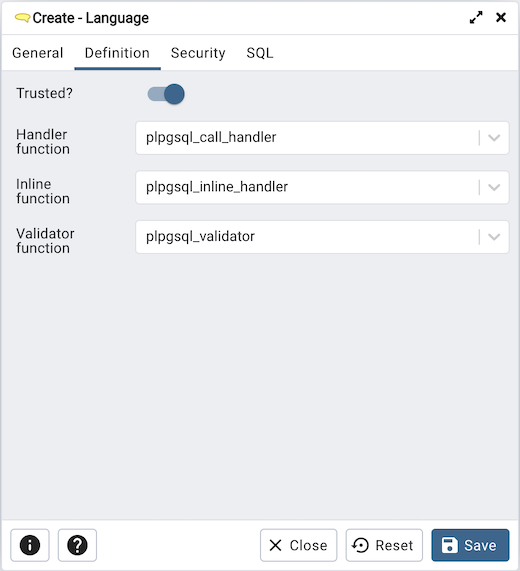 Create - Language
General Definition Security SQL
Trusted?
Handler
function
plpgsql_call_handler
Inline
function
plpgsql_inline_handler
Validator
function
plpgsql_validator
Close Reset Save